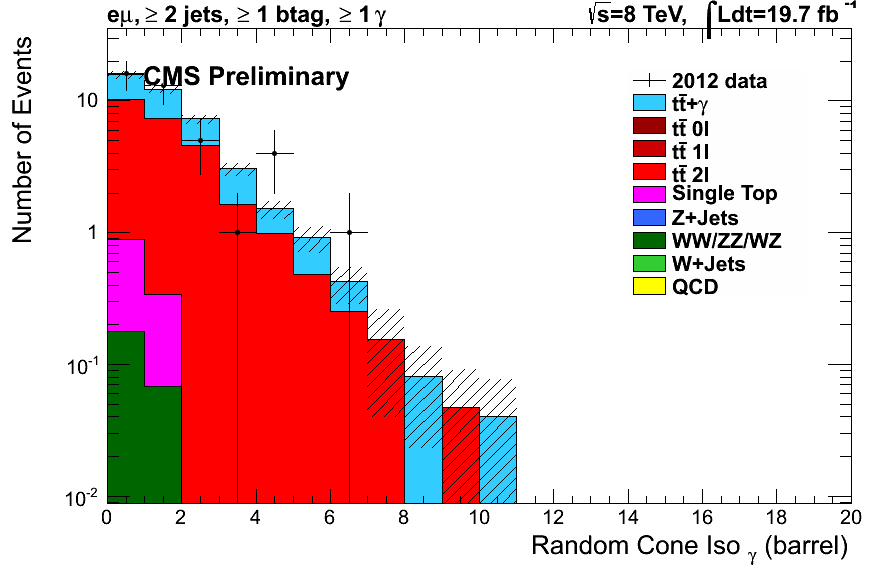 eμ, ≥ 2 jets, ≥ 1 btag, ≥ 1 γ
√s=8 TeV, ∫Ldt=19.7 fb⁻¹
CMS Preliminary
Number of Events
10
1
10⁻¹
10⁻²
2012 data
tt̄+γ
tt̄ 0l
tt̄ 1l
tt̄ 2l
Single Top
Z+Jets
WW/ZZ/WZ
W+Jets
QCD
0 2 4 6 8 10 12 14 16 18 20
Random Cone Iso γ (barrel)